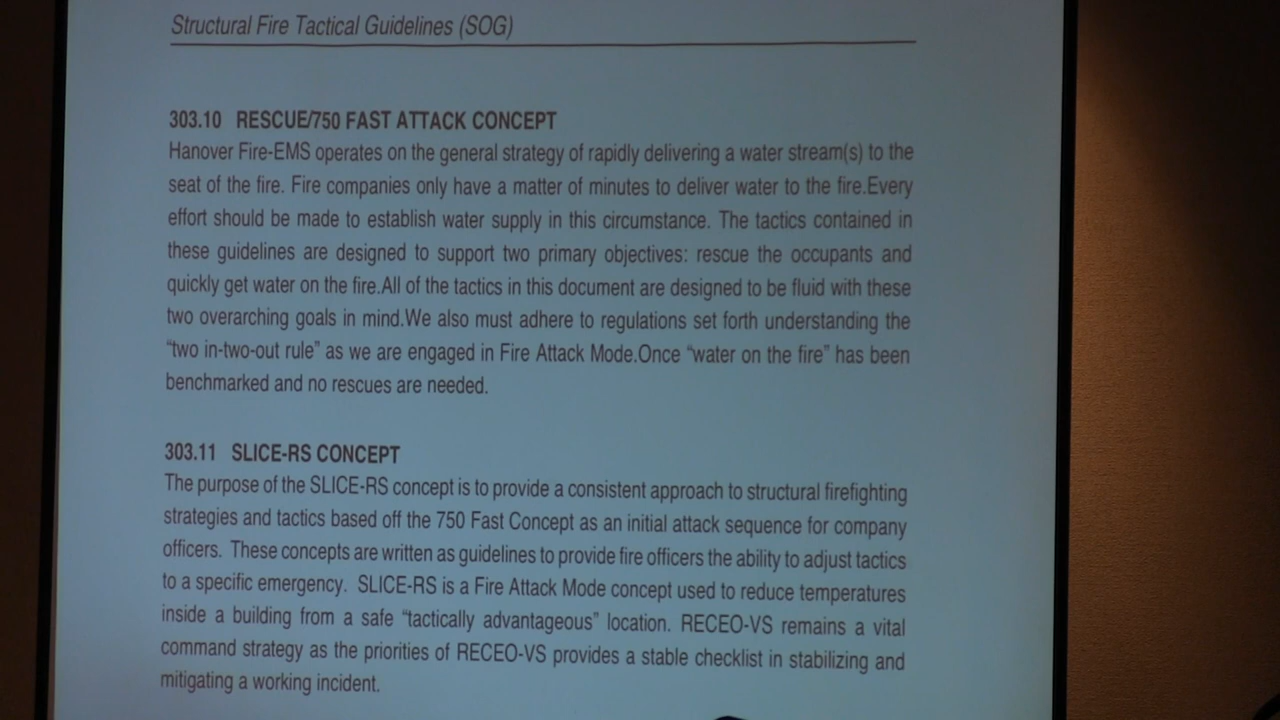 Structural Fire Tactical Guidelines (SOG)
303.10 RESCUE/750 FAST ATTACK CONCEPT
Hanover Fire-EMS operates on the general strategy of rapidly delivering a water stream(s) to the
seat of the fire. Fire companies only have a matter of minutes to deliver water to the fire.Every
effort should be made to establish water supply in this circumstance. The tactics contained in
these guidelines are designed to support two primary objectives: rescue the occupants and
quickly get water on the fire.All of the tactics in this document are designed to be fluid with these
two overarching goals in mind.We also must adhere to regulations set forth understanding the
“two in-two-out rule” as we are engaged in Fire Attack Mode.Once “water on the fire” has been
benchmarked and no rescues are needed.
303.11 SLICE-RS CONCEPT
The purpose of the SLICE-RS concept is to provide a consistent approach to structural firefighting
strategies and tactics based off the 750 Fast Concept as an initial attack sequence for company
officers. These concepts are written as guidelines to provide fire officers the ability to adjust tactics
to a specific emergency. SLICE-RS is a Fire Attack Mode concept used to reduce temperatures
inside a building from a safe “tactically advantageous” location. RECEO-VS remains a vital
command strategy as the priorities of RECEO-VS provides a stable checklist in stabilizing and
mitigating a working incident.